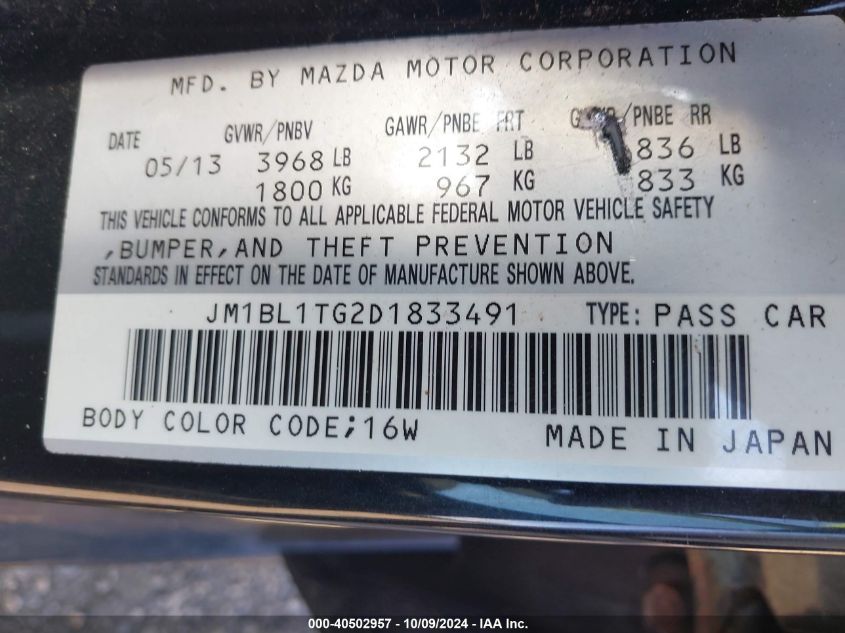 MFD. BY MAZDA MOTOR CORPORATION
DATE GVWR/PNBV GAWR/PNBE FRT /PNBE RR
05/13 3968 LB 2132 LB 836 LB
1800 KG 967 KG 833 KG
THIS VEHICLE CONFORMS TO ALL APPLICABLE FEDERAL MOTOR VEHICLE SAFETY
,BUMPER,AND THEFT PREVENTION
STANDARDS IN EFFECT ON THE DATE OF MANUFACTURE SHOWN ABOVE.
JM1BL1TG2D1833491 TYPE: PASS CAR
BODY COLOR CODE;16W MADE IN JAPAN
000-40502957 - 10/09/2024 - IAA Inc.